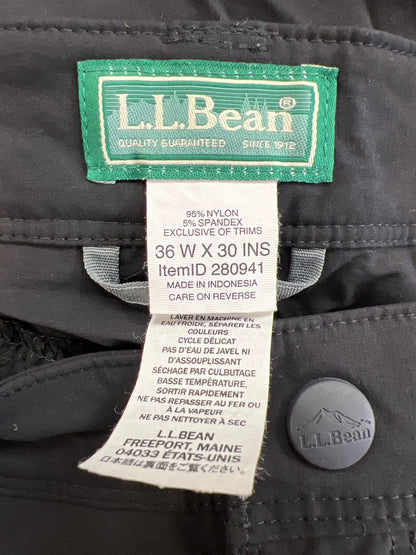 L.L.Bean®
QUALITY GUARANTEED SINCE 1912
95% NYLON
5% SPANDEX
EXCLUSIVE OF TRIMS
36 W X 30 INS
ItemID 280941
MADE IN INDONESIA
CARE ON REVERSE
LAVER EN MACHINE EN
EAU FROIDE, SÉPARER LES
COULEURS
CYCLE DÉLICAT
PAS D'EAU DE JAVEL NI
D'ASSOUPLISSANT
SÉCHAGE PAR CULBUTAGE
BASSE TEMPÉRATURE,
SORTIR RAPIDEMENT
NE PAS REPASSER AU FER OU
À LA VAPEUR
NE PAS NETTOYER À SEC
L.L.BEAN
FREEPORT, MAINE
04033 ÉTATS-UNIS
日本語は裏面をご覧ください
L.L.Bean